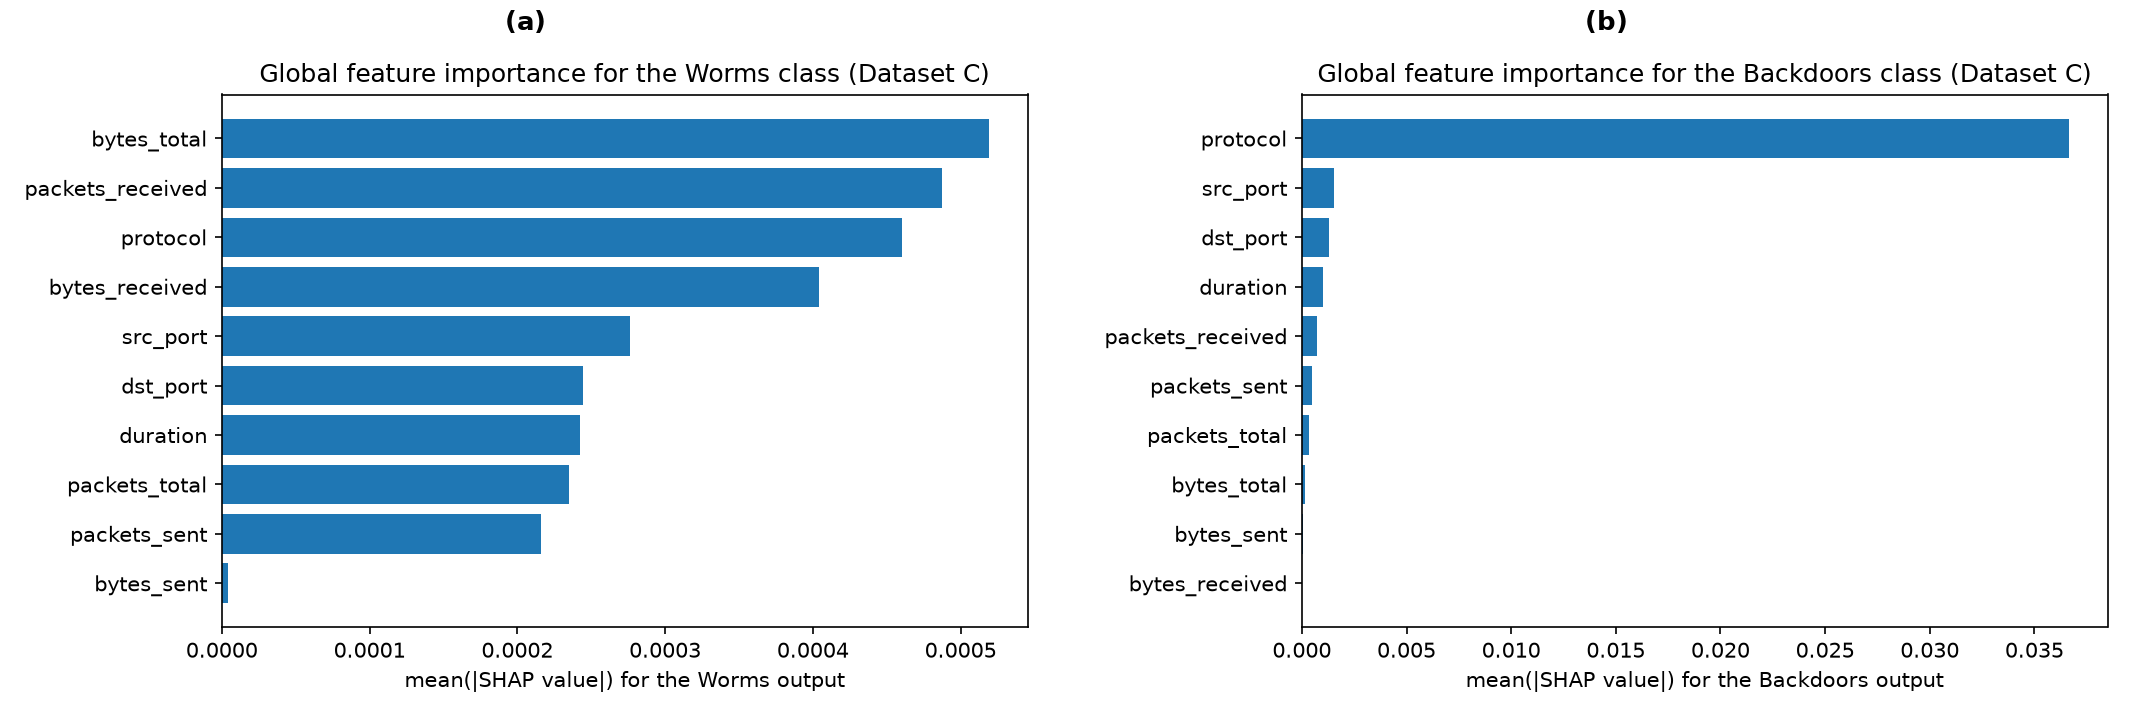 (a)
Global feature importance for the Worms class (Dataset C)
bytes_total
packets_received
protocol
bytes_received
src_port
dst_port
duration
packets_total
packets_sent
bytes_sent
0.0000 0.0001 0.0002 0.0003 0.0004 0.0005
mean(|SHAP value|) for the Worms output
(b)
Global feature importance for the Backdoors class (Dataset C)
protocol
src_port
dst_port
duration
packets_received
packets_sent
packets_total
bytes_total
bytes_sent
bytes_received
0.000 0.005 0.010 0.015 0.020 0.025 0.030 0.035
mean(|SHAP value|) for the Backdoors output